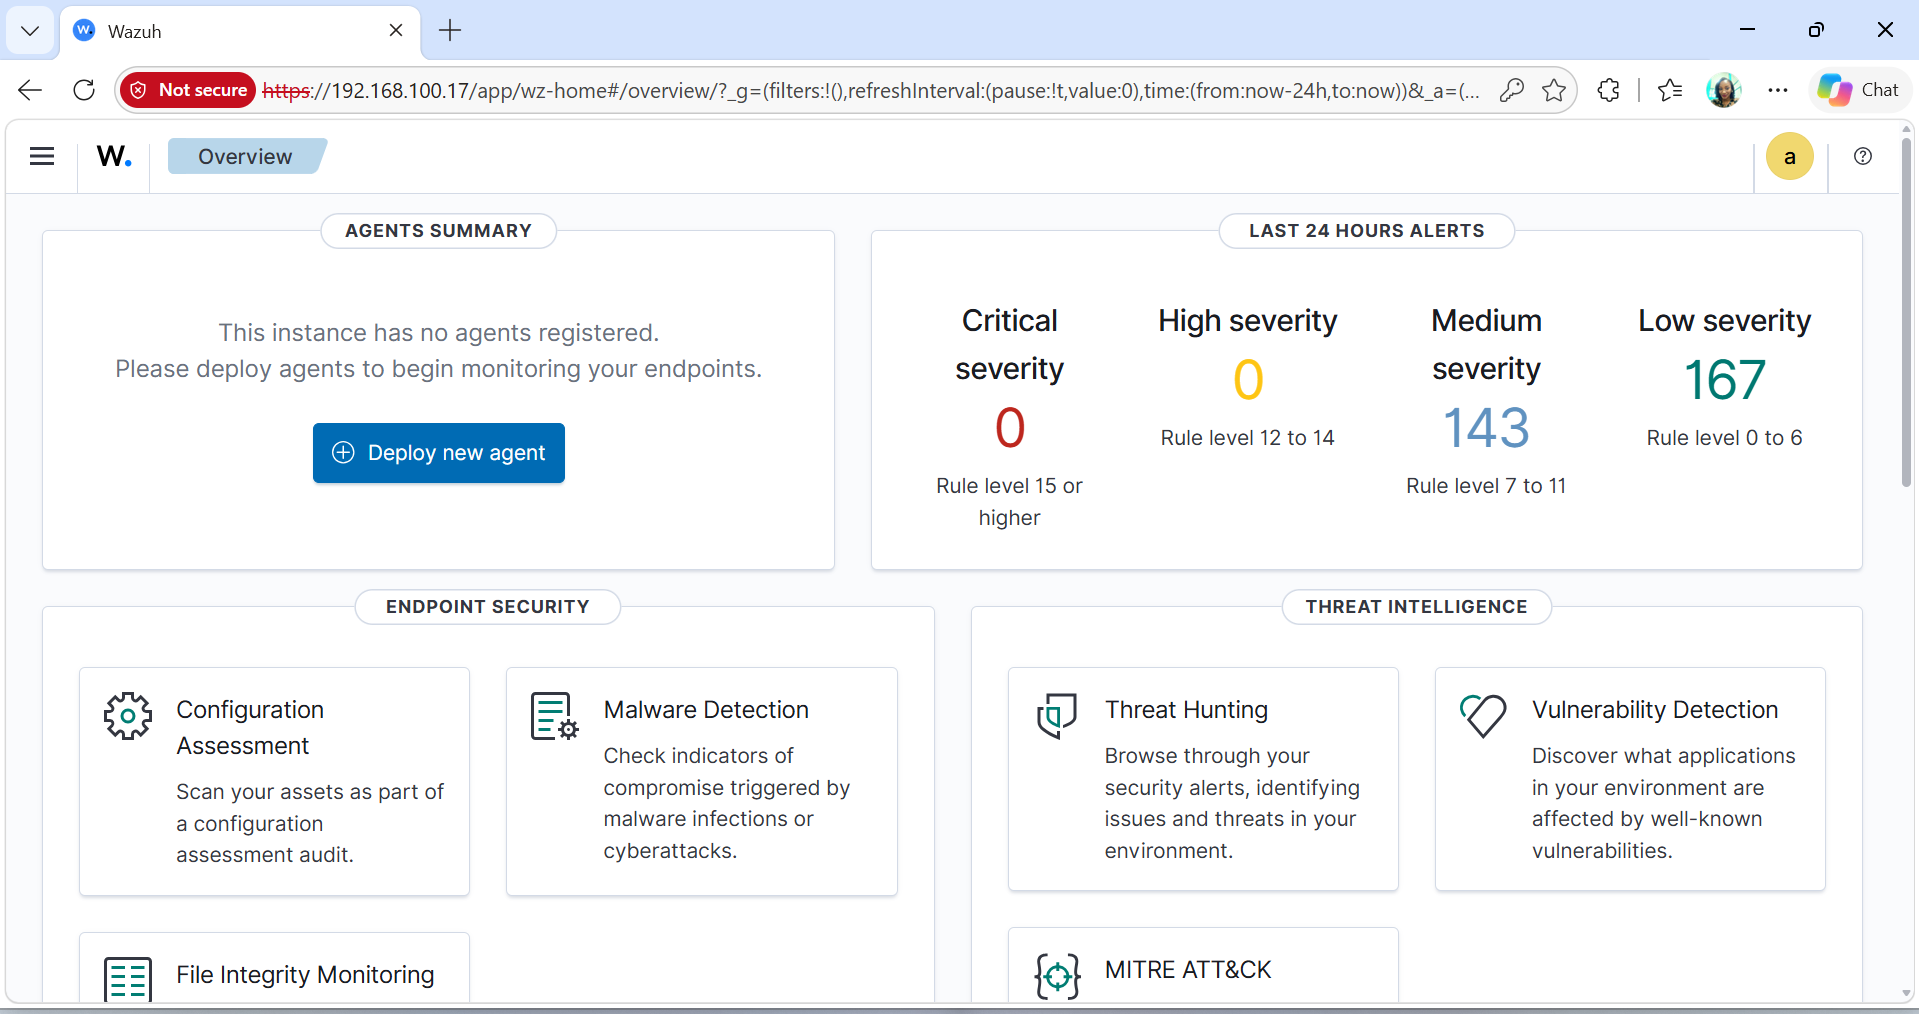 Wazuh
Not secure https://192.168.100.17/app/wz-home#/overview/?_g=(filters:!(),refreshInterval:(pause:!t,value:0),time:(from:now-24h,to:now))&_a=(...
Chat
W.
Overview
a
AGENTS SUMMARY
This instance has no agents registered.
Please deploy agents to begin monitoring your endpoints.
Deploy new agent
LAST 24 HOURS ALERTS
Critical
severity
0
Rule level 15 or
higher
High severity
0
Rule level 12 to 14
Medium
severity
143
Rule level 7 to 11
Low severity
167
Rule level 0 to 6
ENDPOINT SECURITY
Configuration
Assessment
Scan your assets as part of
a configuration
assessment audit.
Malware Detection
Check indicators of
compromise triggered by
malware infections or
cyberattacks.
File Integrity Monitoring
THREAT INTELLIGENCE
Threat Hunting
Browse through your
security alerts, identifying
issues and threats in your
environment.
Vulnerability Detection
Discover what applications
in your environment are
affected by well-known
vulnerabilities.
MITRE ATT&CK